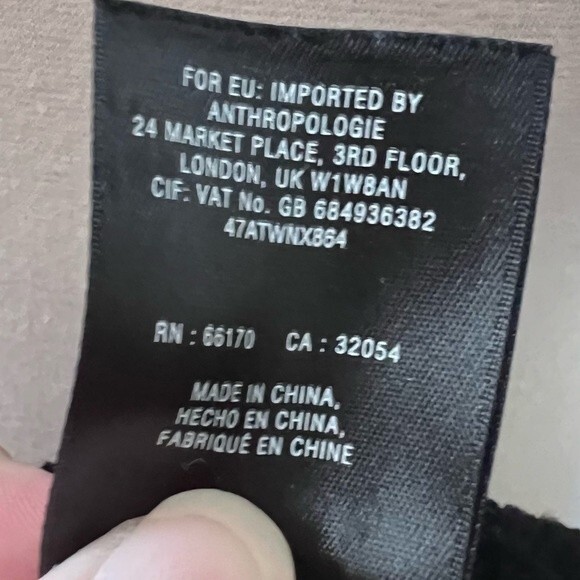 FOR EU: IMPORTED BY
ANTHROPOLOGIE
24 MARKET PLACE, 3RD FLOOR,
LONDON, UK W1W8AN
CIF: VAT No. GB 684936382
47ATWNX864
RN : 66170 CA : 32054
MADE IN CHINA,
HECHO EN CHINA,
FABRIQUÉ EN CHINE